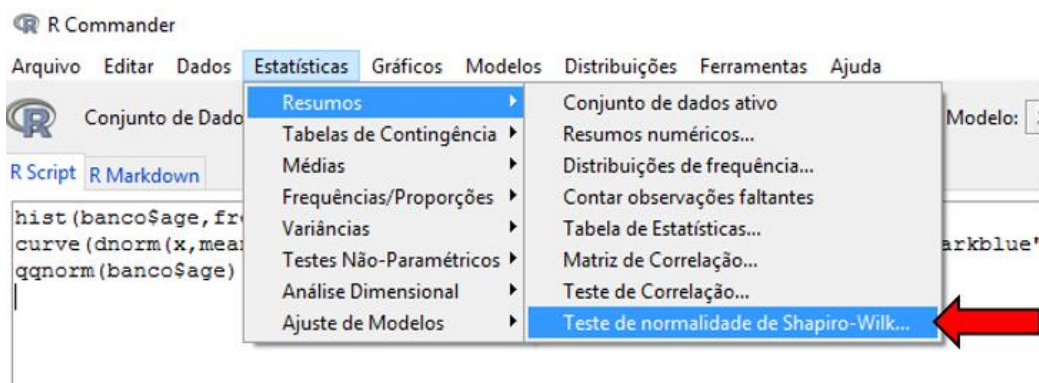 R Commander
Arquivo Editar Dados Estatísticas Gráficos Modelos Distribuições Ferramentas Ajuda
Conjunto de Dado
Modelo:
R Script R Markdown
Resumos
Tabelas de Contingência
Médias
Frequências/Proporções
Variâncias
Testes Não-Paramétricos
Análise Dimensional
Ajuste de Modelos
Conjunto de dados ativo
Resumos numéricos...
Distribuições de frequência...
Contar observações faltantes
Tabela de Estatísticas...
Matriz de Correlação...
Teste de Correlação...
Teste de normalidade de Shapiro-Wilk...
hist(banco$age,fre
curve(dnorm(x,mean
arkblue"
qqnorm(banco$age)